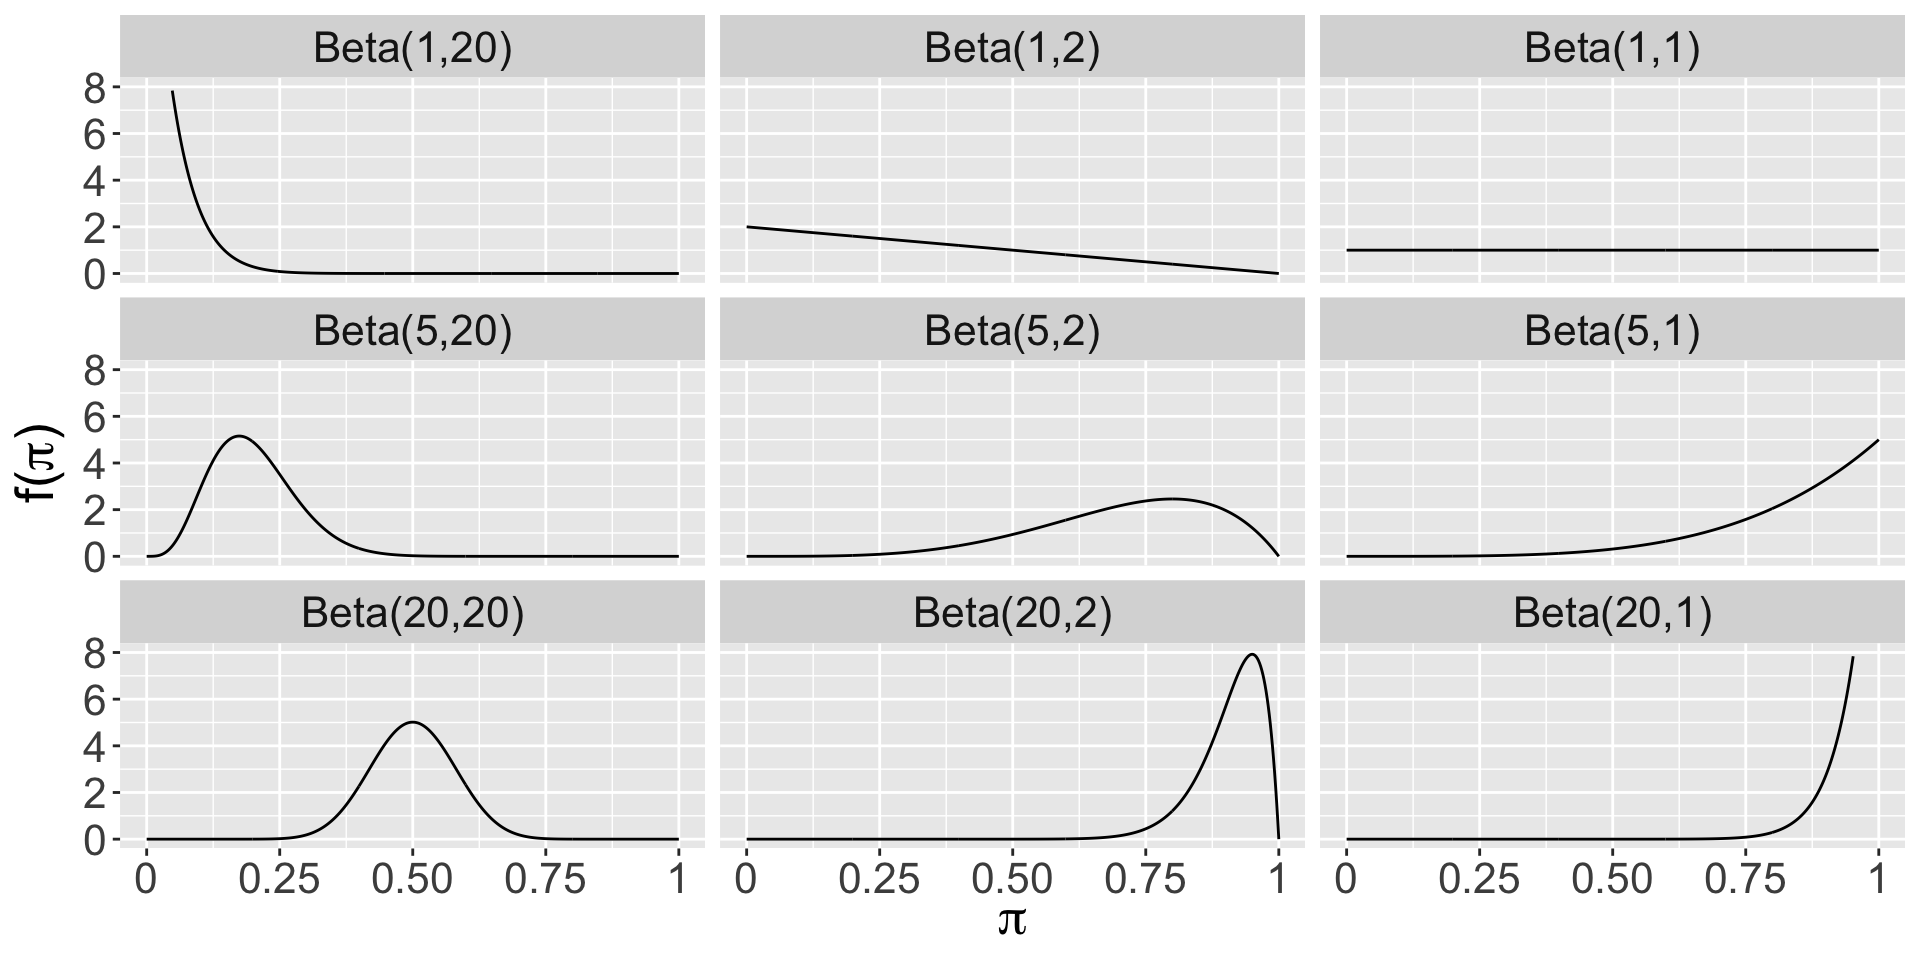 Beta(1,20) Beta(1,2) Beta(1,1)
8
6
4
2
0
Beta(5,20) Beta(5,2) Beta(5,1)
8
6
4
2
0
f(π)
Beta(20,20) Beta(20,2) Beta(20,1)
8
6
4
2
0
0 0.25 0.50 0.75 1 0 0.25 0.50 0.75 1 0 0.25 0.50 0.75 1
π